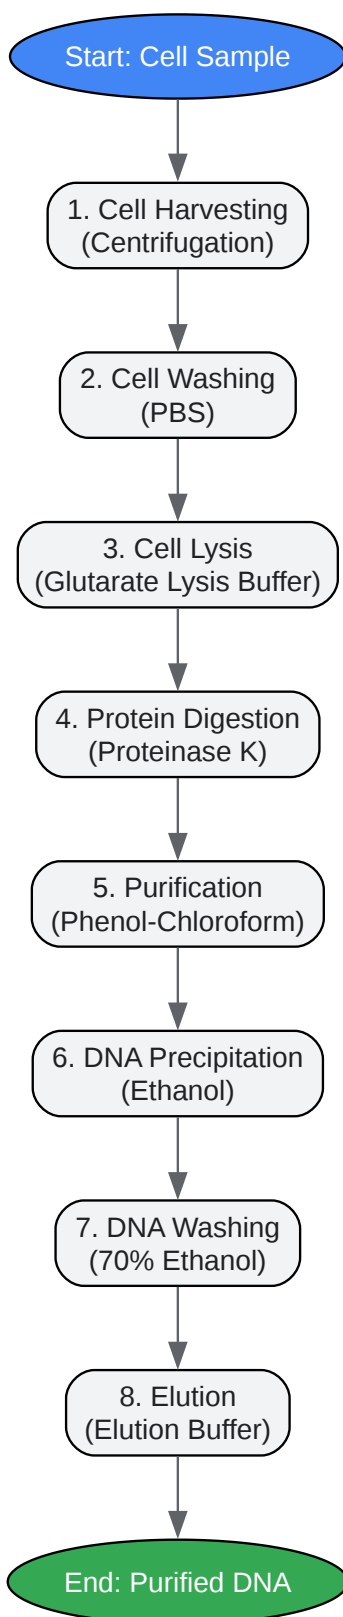 Start: Cell Sample
1. Cell Harvesting
(Centrifugation)
2. Cell Washing
(PBS)
3. Cell Lysis
(Glutarate Lysis Buffer)
4. Protein Digestion
(Proteinase K)
5. Purification
(Phenol-Chloroform)
6. DNA Precipitation
(Ethanol)
7. DNA Washing
(70% Ethanol)
8. Elution
(Elution Buffer)
End: Purified DNA